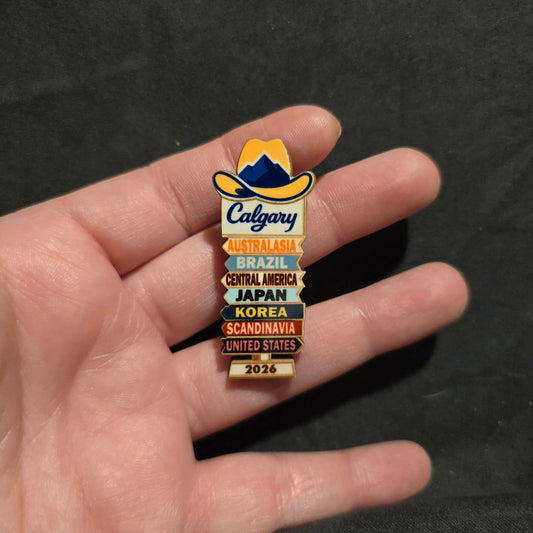 Calgary
AUSTRALASIA
BRAZIL
CENTRAL AMERICA
JAPAN
KOREA
SCANDINAVIA
UNITED STATES
2026